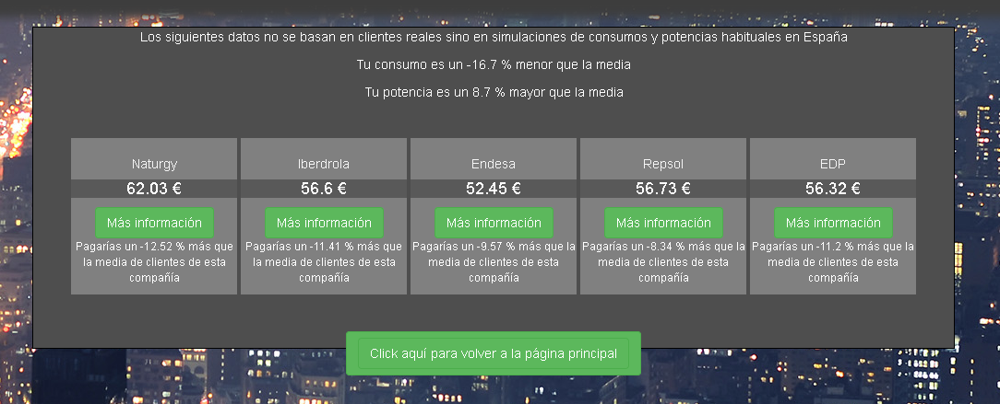 Los siguientes datos no se basan en clientes reales sino en simulaciones de consumos y potencias habituales en España
Tu consumo es un -16.7 % menor que la media
Tu potencia es un 8.7 % mayor que la media
Naturgy
62.03 €
Más información
Pagarías un -12.52 % más que
la media de clientes de esta
compañía
Iberdrola
56.6 €
Más información
Pagarías un -11.41 % más que
la media de clientes de esta
compañía
Endesa
52.45 €
Más información
Pagarías un -9.57 % más que la
media de clientes de esta
compañía
Repsol
56.73 €
Más información
Pagarías un -8.34 % más que la
media de clientes de esta
compañía
EDP
56.32 €
Más información
Pagarías un -11.2 % más que la
media de clientes de esta
compañía
Click aquí para volver a la página principal